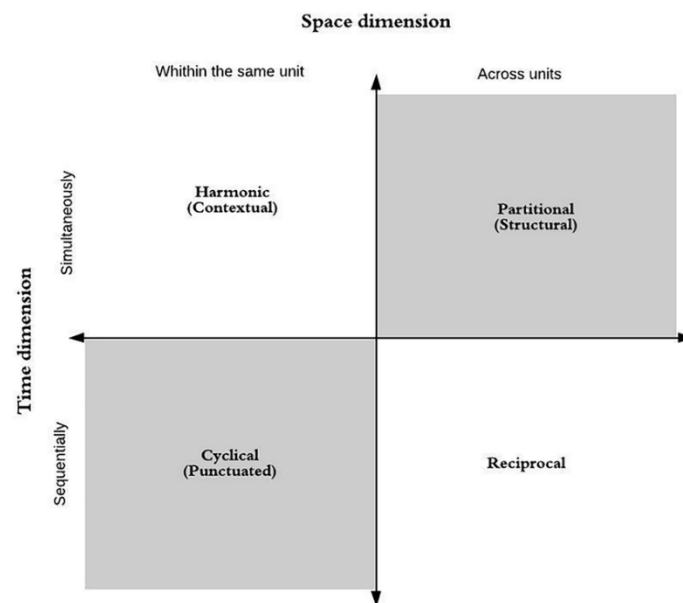 Space dimension
Whithin the same unit
Across units
Simultaneously
Harmonic
(Contextual)
Partitional
(Structural)
Time dimension
Sequentially
Cyclical
(Punctuated)
Reciprocal